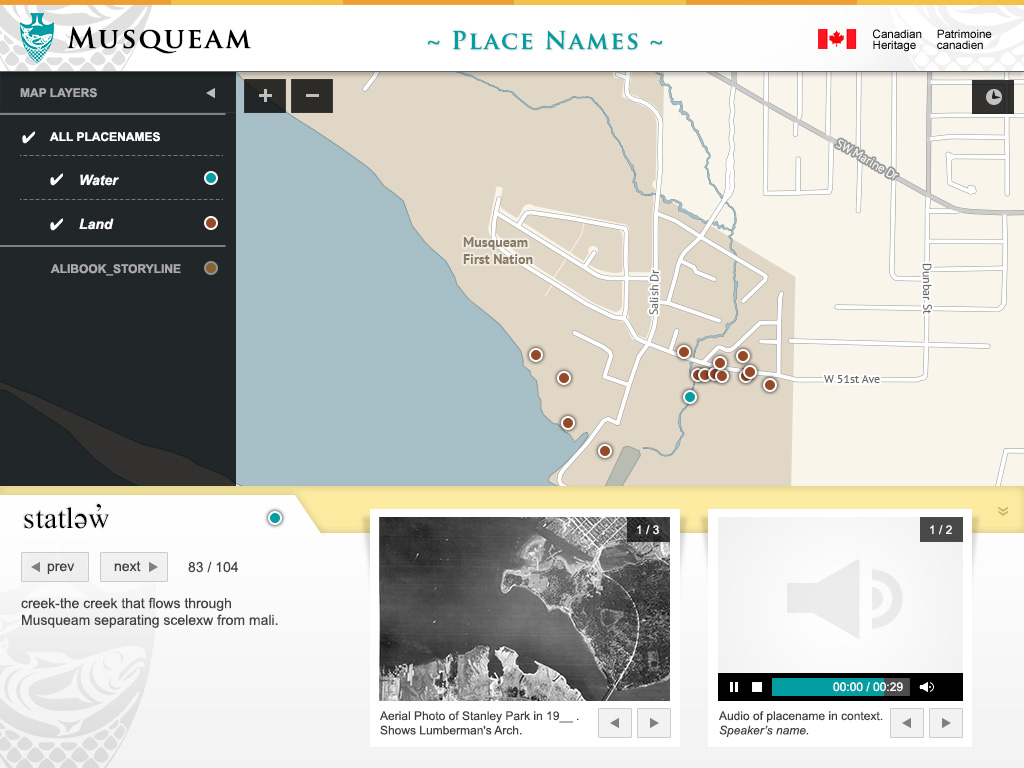 MUSQUEAM
~ PLACE NAMES ~
Canadian Heritage
Patrimoine canadien
MAP LAYERS
ALL PLACENAMES
Water
Land
ALIBOOK_STORYLINE
+
−
SW Marine Dr
Musqueam
First Nation
Salish Dr
Dunbar St
W 51st Ave
statləw̓
prev
next
83 / 104
creek-the creek that flows through
Musqueam separating scelexw from mali.
1 / 3
Aerial Photo of Stanley Park in 19__ .
Shows Lumberman's Arch.
1 / 2
00:00 / 00:29
Audio of placename in context.
Speaker's name.